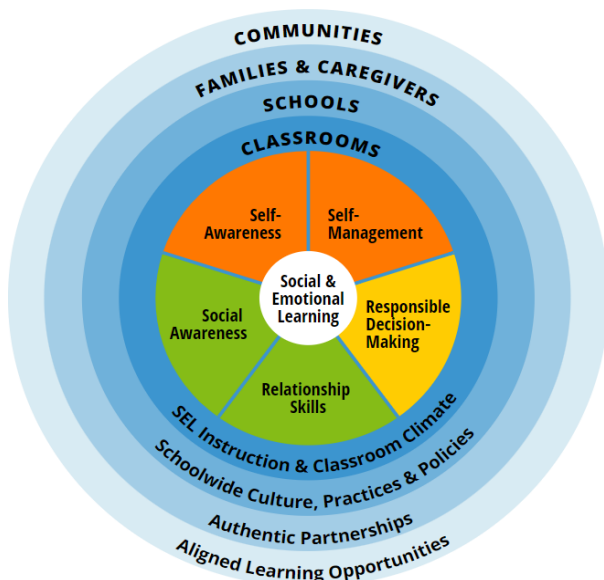 COMMUNITIES
FAMILIES & CAREGIVERS
SCHOOLS
CLASSROOMS
Self-
Awareness
Self-
Management
Social &
Emotional
Learning
Social
Awareness
Responsible
Decision-
Making
Relationship
Skills
SEL Instruction & Classroom Climate
Schoolwide Culture, Practices & Policies
Authentic Partnerships
Aligned Learning Opportunities